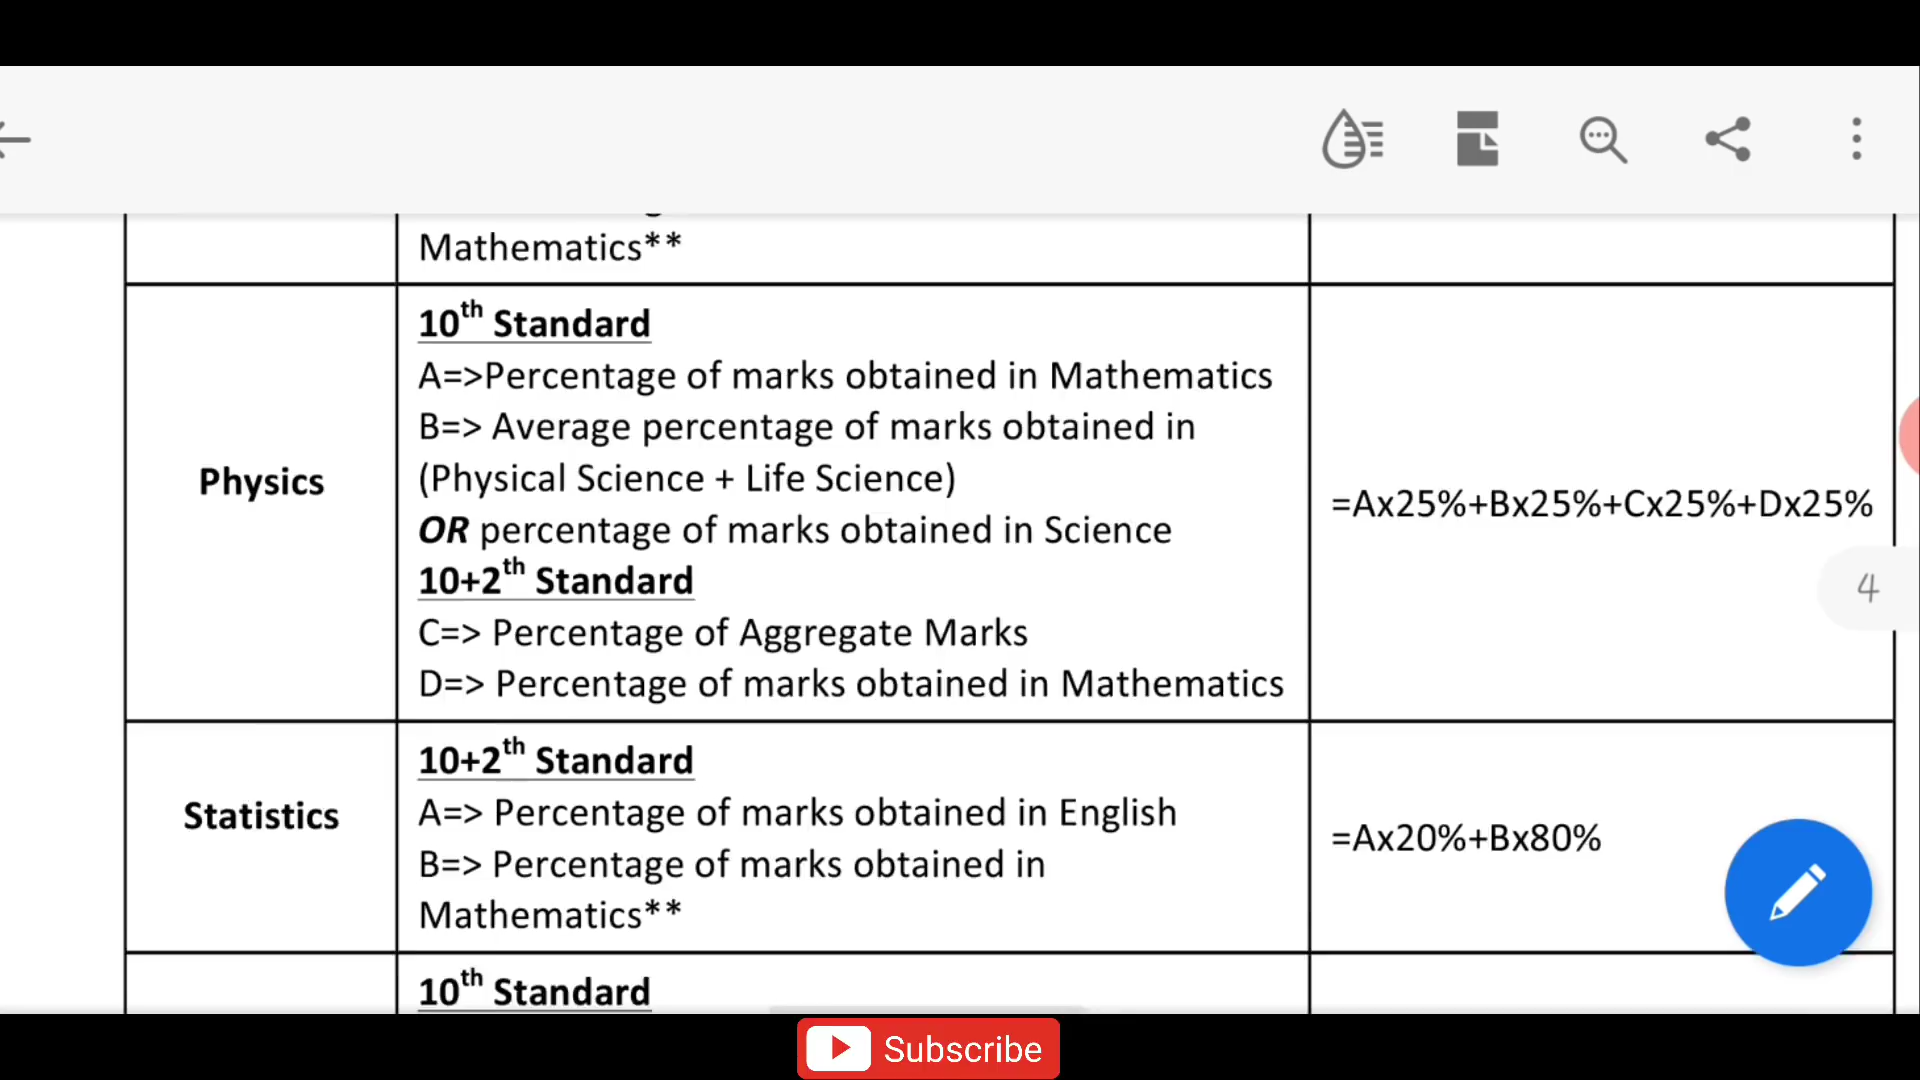 Mathematics**
Physics
10th Standard
A=>Percentage of marks obtained in Mathematics
B=> Average percentage of marks obtained in
(Physical Science + Life Science)
OR percentage of marks obtained in Science
10+2th Standard
C=> Percentage of Aggregate Marks
D=> Percentage of marks obtained in Mathematics
=Ax25%+Bx25%+Cx25%+Dx25%
4
Statistics
10+2th Standard
A=> Percentage of marks obtained in English
B=> Percentage of marks obtained in
Mathematics**
=Ax20%+Bx80%
10th Standard
Subscribe